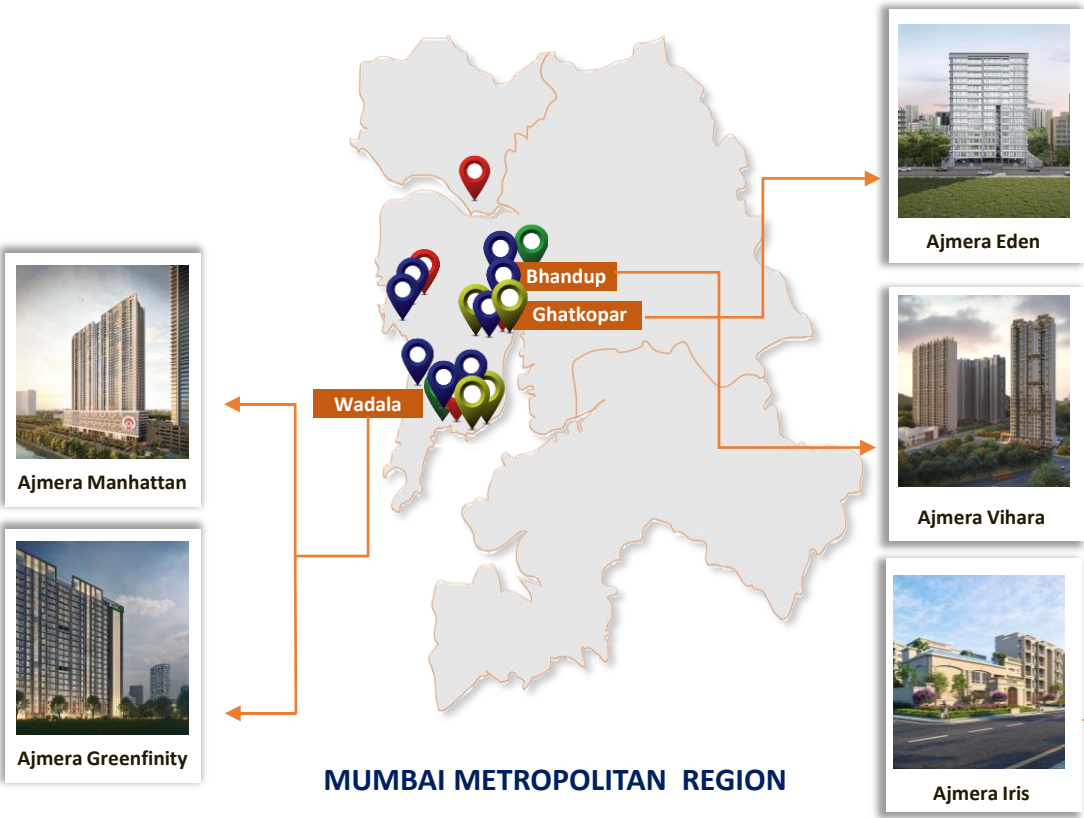 Ajmera Eden
Bhandup
Ghatkopar
Wadala
Ajmera Manhattan
Ajmera Vihara
Ajmera Greenfinity
MUMBAI METROPOLITAN REGION
Ajmera Iris